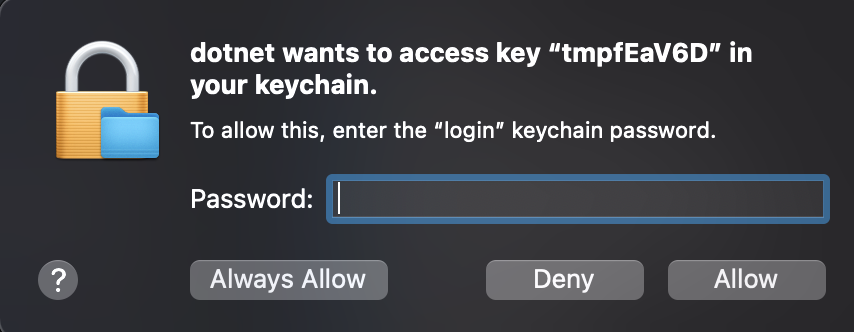 dotnet wants to access key “tmpfEaV6D” in
your keychain.
To allow this, enter the “login” keychain password.
Password:
?
Always Allow
Deny
Allow